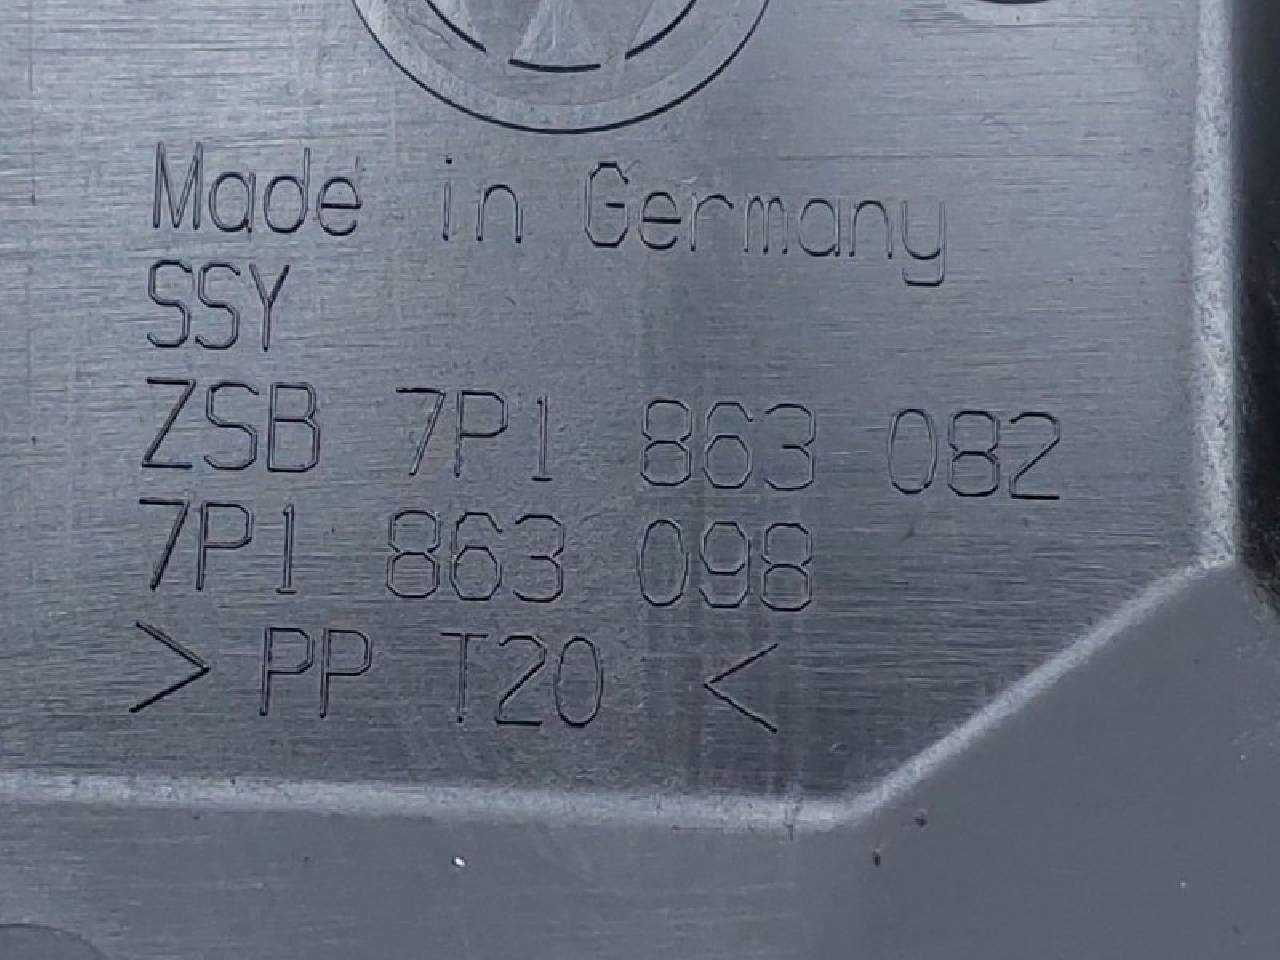 Made in Germany
SSY
ZSB 7P1 863 082
7P1 863 098
> PP T20 <